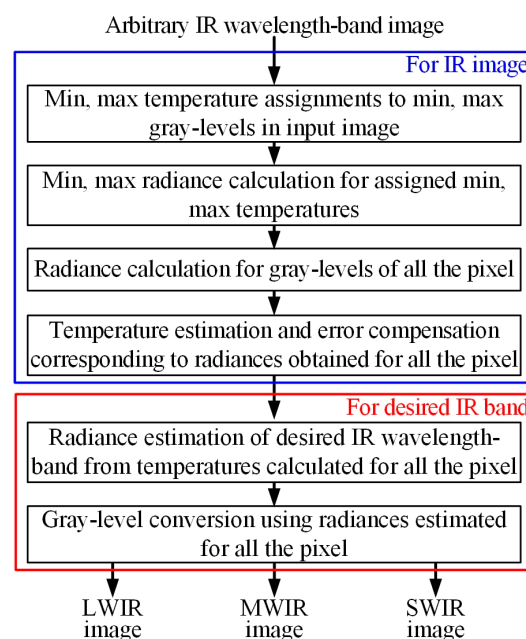 Arbitrary IR wavelength-band image
For IR image
Min, max temperature assignments to min, max
gray-levels in input image
Min, max radiance calculation for assigned min,
max temperatures
Radiance calculation for gray-levels of all the pixel
Temperature estimation and error compensation
corresponding to radiances obtained for all the pixel
For desired IR band
Radiance estimation of desired IR wavelength-
band from temperatures calculated for all the pixel
Gray-level conversion using radiances estimated
for all the pixel
LWIR MWIR SWIR
image image image